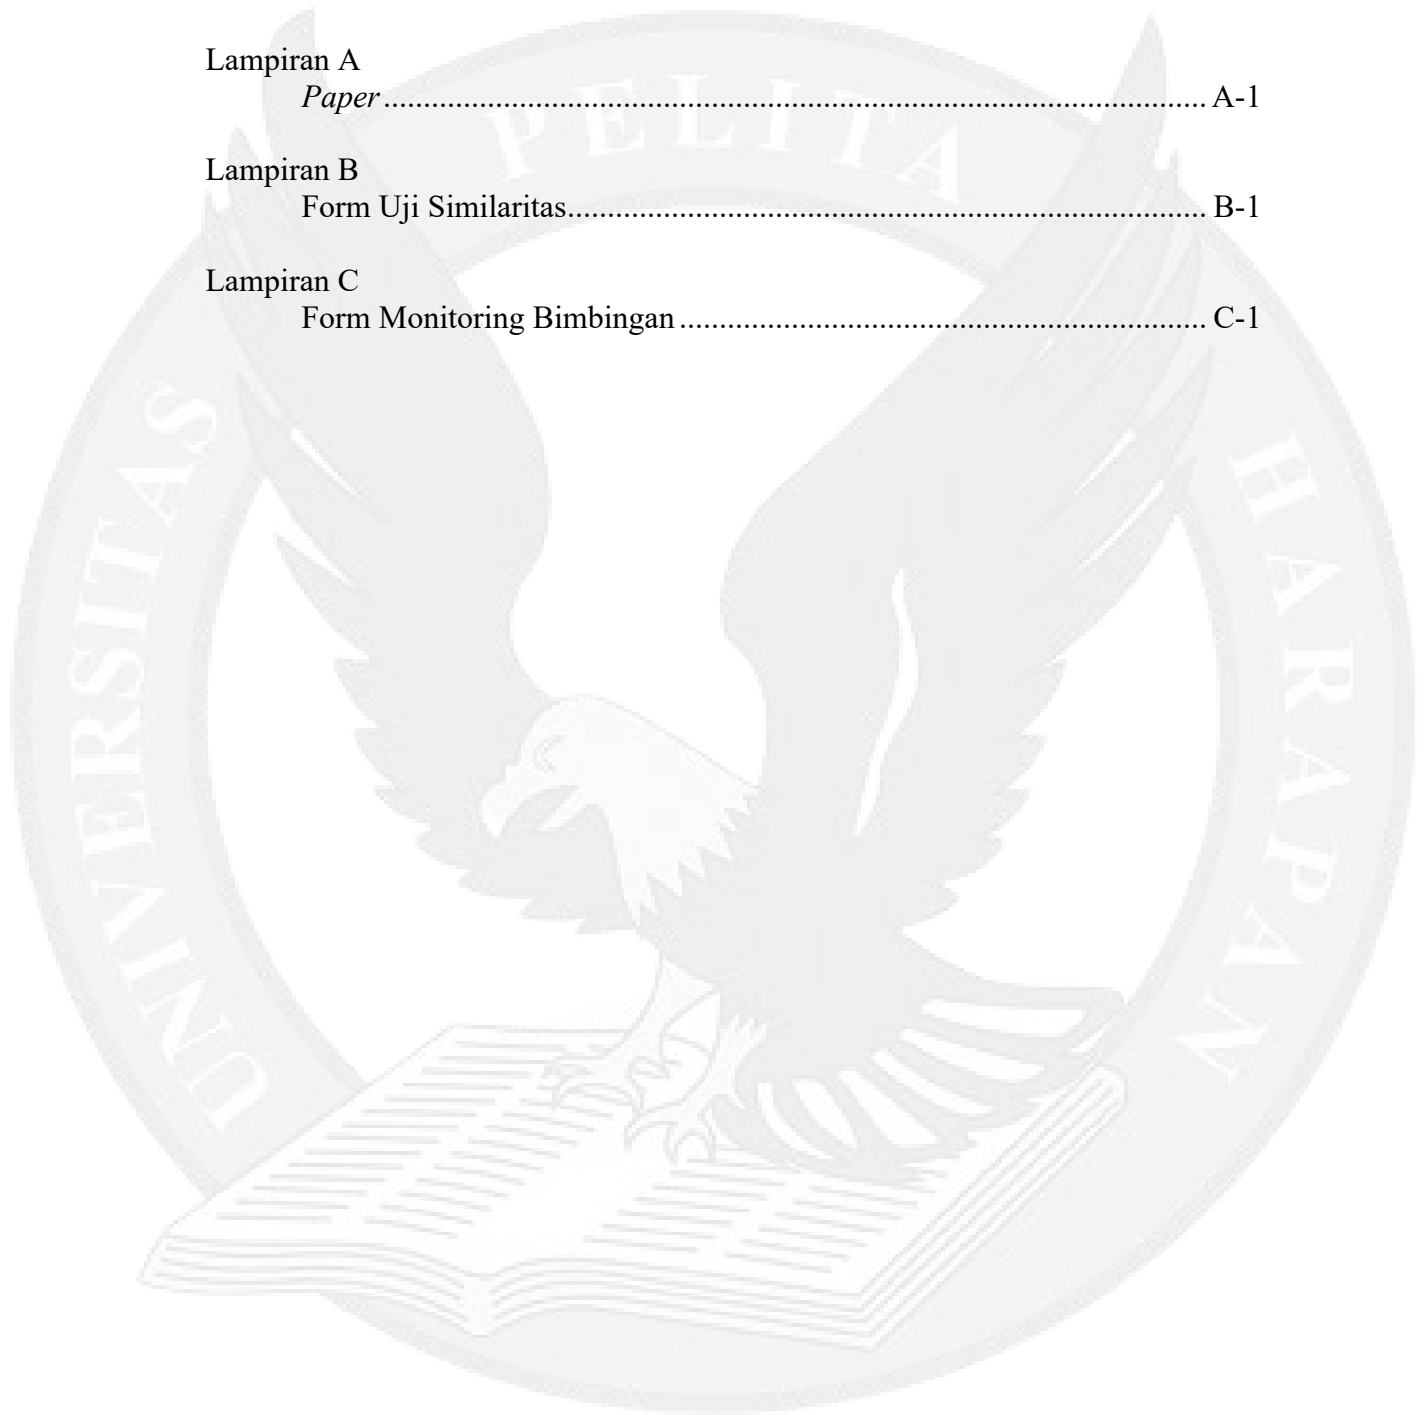 Lampiran A
Paper........................................................................................................ A-1
Lampiran B
Form Uji Similaritas................................................................................ B-1
Lampiran C
Form Monitoring Bimbingan.................................................................. C-1
UNIVERSITAS PELITA HARAPAN